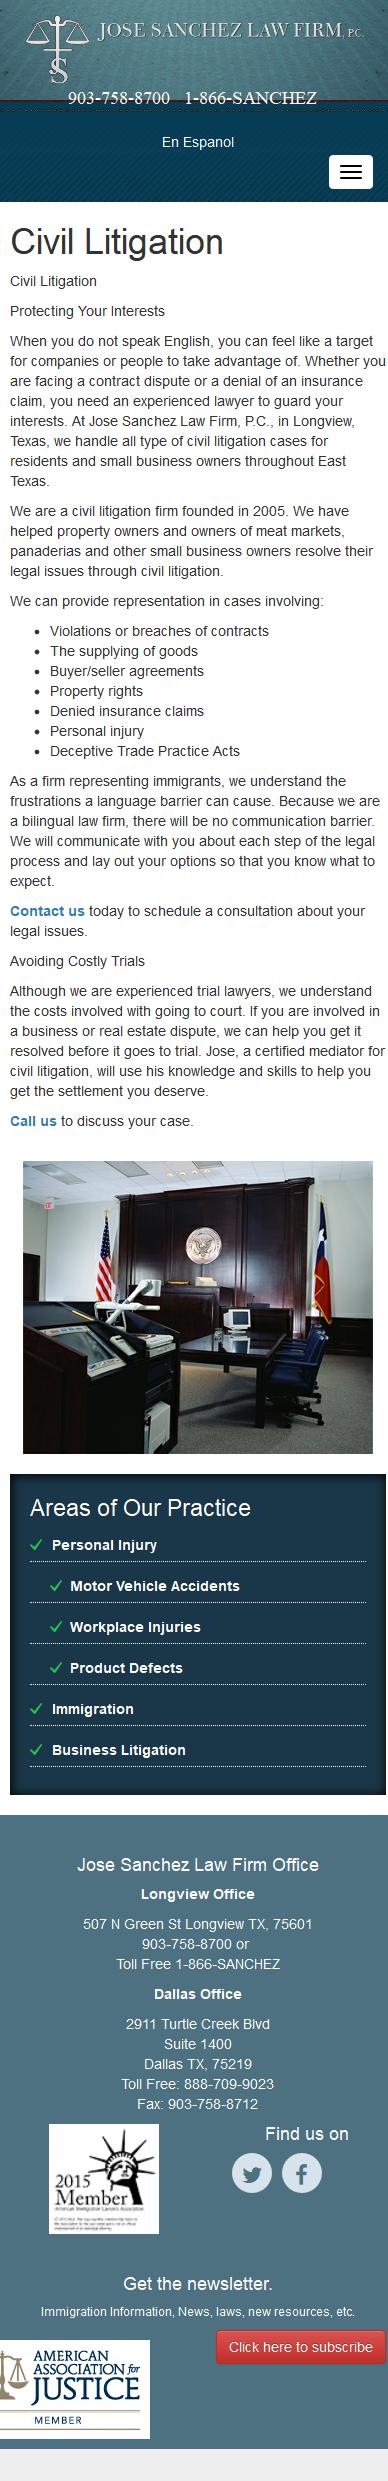 JOSE SANCHEZ LAW FIRM, P.C.
903-758-8700 1-866-SANCHEZ
En Espanol
Civil Litigation
Civil Litigation
Protecting Your Interests
When you do not speak English, you can feel like a target
for companies or people to take advantage of. Whether you
are facing a contract dispute or a denial of an insurance
claim, you need an experienced lawyer to guard your
interests. At Jose Sanchez Law Firm, P.C., in Longview,
Texas, we handle all type of civil litigation cases for
residents and small business owners throughout East
Texas.
We are a civil litigation firm founded in 2005. We have
helped property owners and owners of meat markets,
panaderias and other small business owners resolve their
legal issues through civil litigation.
We can provide representation in cases involving:
• Violations or breaches of contracts
• The supplying of goods
• Buyer/seller agreements
• Property rights
• Denied insurance claims
• Personal injury
• Deceptive Trade Practice Acts
As a firm representing immigrants, we understand the
frustrations a language barrier can cause. Because we are
a bilingual law firm, there will be no communication barrier.
We will communicate with you about each step of the legal
process and lay out your options so that you know what to
expect.
Contact us today to schedule a consultation about your
legal issues.
Avoiding Costly Trials
Although we are experienced trial lawyers, we understand
the costs involved with going to court. If you are involved in
a business or real estate dispute, we can help you get it
resolved before it goes to trial. Jose, a certified mediator for
civil litigation, will use his knowledge and skills to help you
get the settlement you deserve.
Call us to discuss your case.
Areas of Our Practice
Personal Injury
Motor Vehicle Accidents
Workplace Injuries
Product Defects
Immigration
Business Litigation
Jose Sanchez Law Firm Office
Longview Office
507 N Green St Longview TX, 75601
903-758-8700 or
Toll Free 1-866-SANCHEZ
Dallas Office
2911 Turtle Creek Blvd
Suite 1400
Dallas TX, 75219
Toll Free: 888-709-9023
Fax: 903-758-8712
2015
Member
American Immigration Lawyers Association
Find us on
Get the newsletter.
Immigration Information, News, laws, new resources, etc.
Click here to subscribe
AMERICAN
ASSOCIATION for
JUSTICE
MEMBER